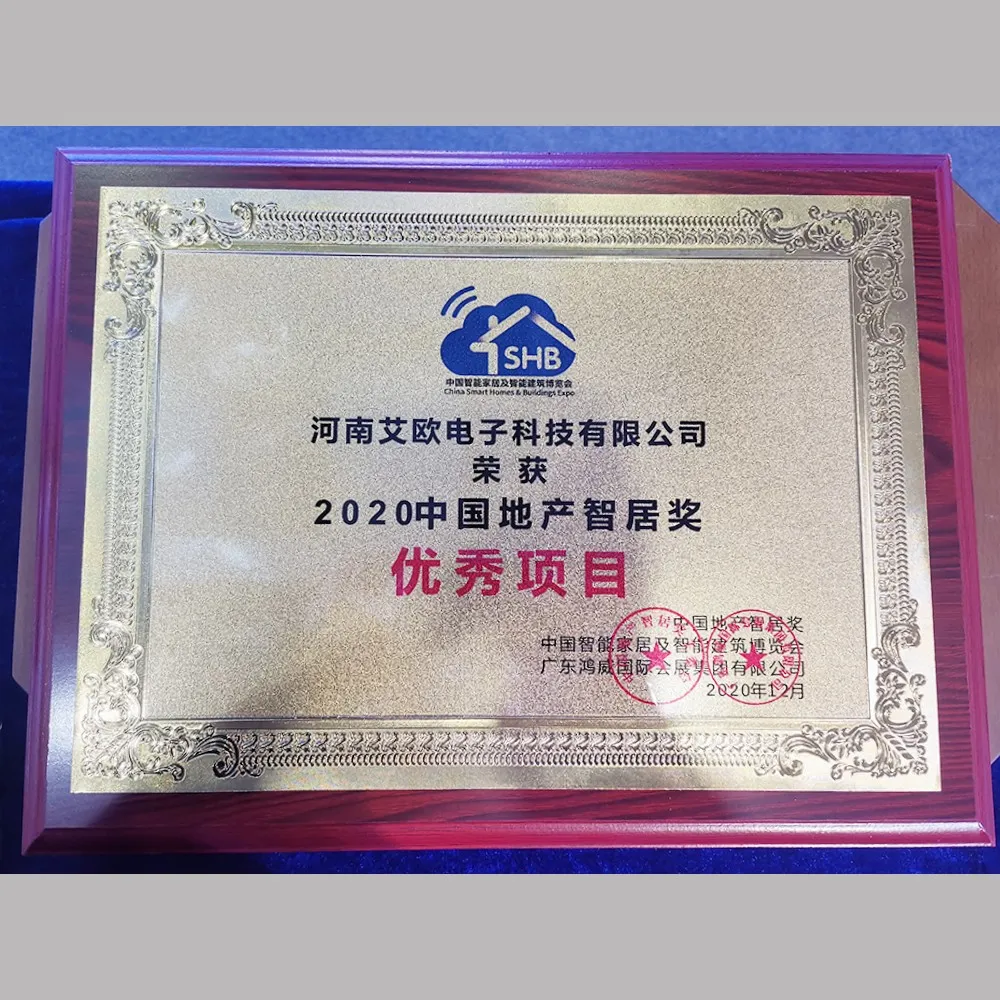 SHB
中国智能家居及智能建筑博览会
China Smart Homes & Buildings Expo
河南艾欧电子科技有限公司
荣获
2020中国地产智居奖
优秀项目
中国地产智居奖
中国智能家居及智能建筑博览会
广东鸿威国际会展集团有限公司
2020年12月